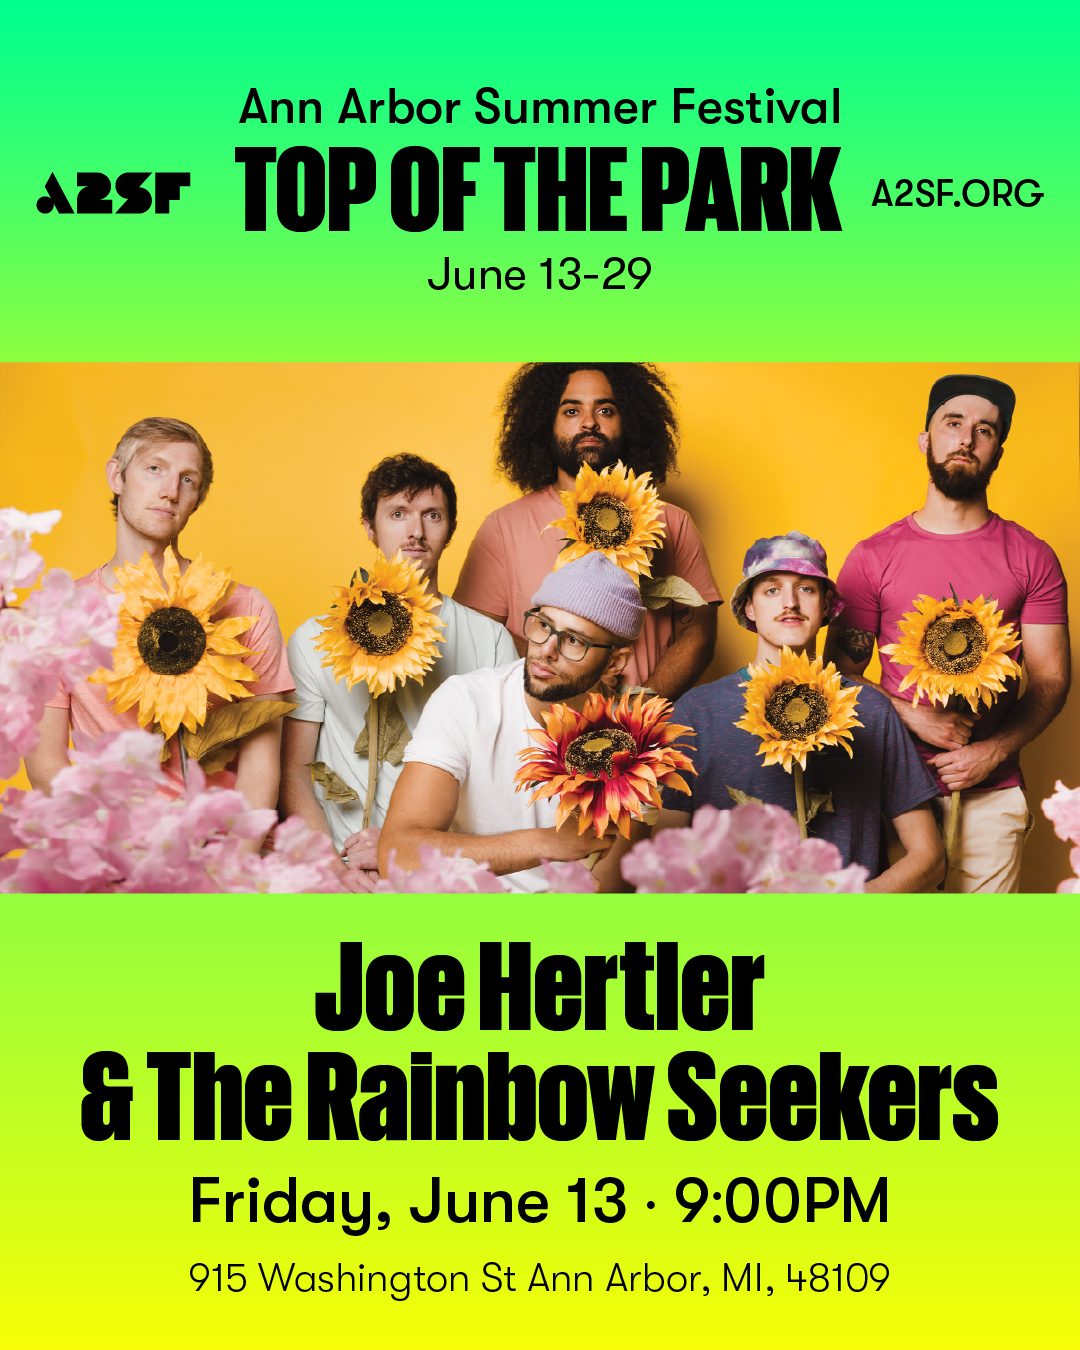 Ann Arbor Summer Festival
A2SF
TOP OF THE PARK
A2SF.ORG
June 13-29
Joe Hertler
& The Rainbow Seekers
Friday, June 13 · 9:00PM
915 Washington St Ann Arbor, MI, 48109